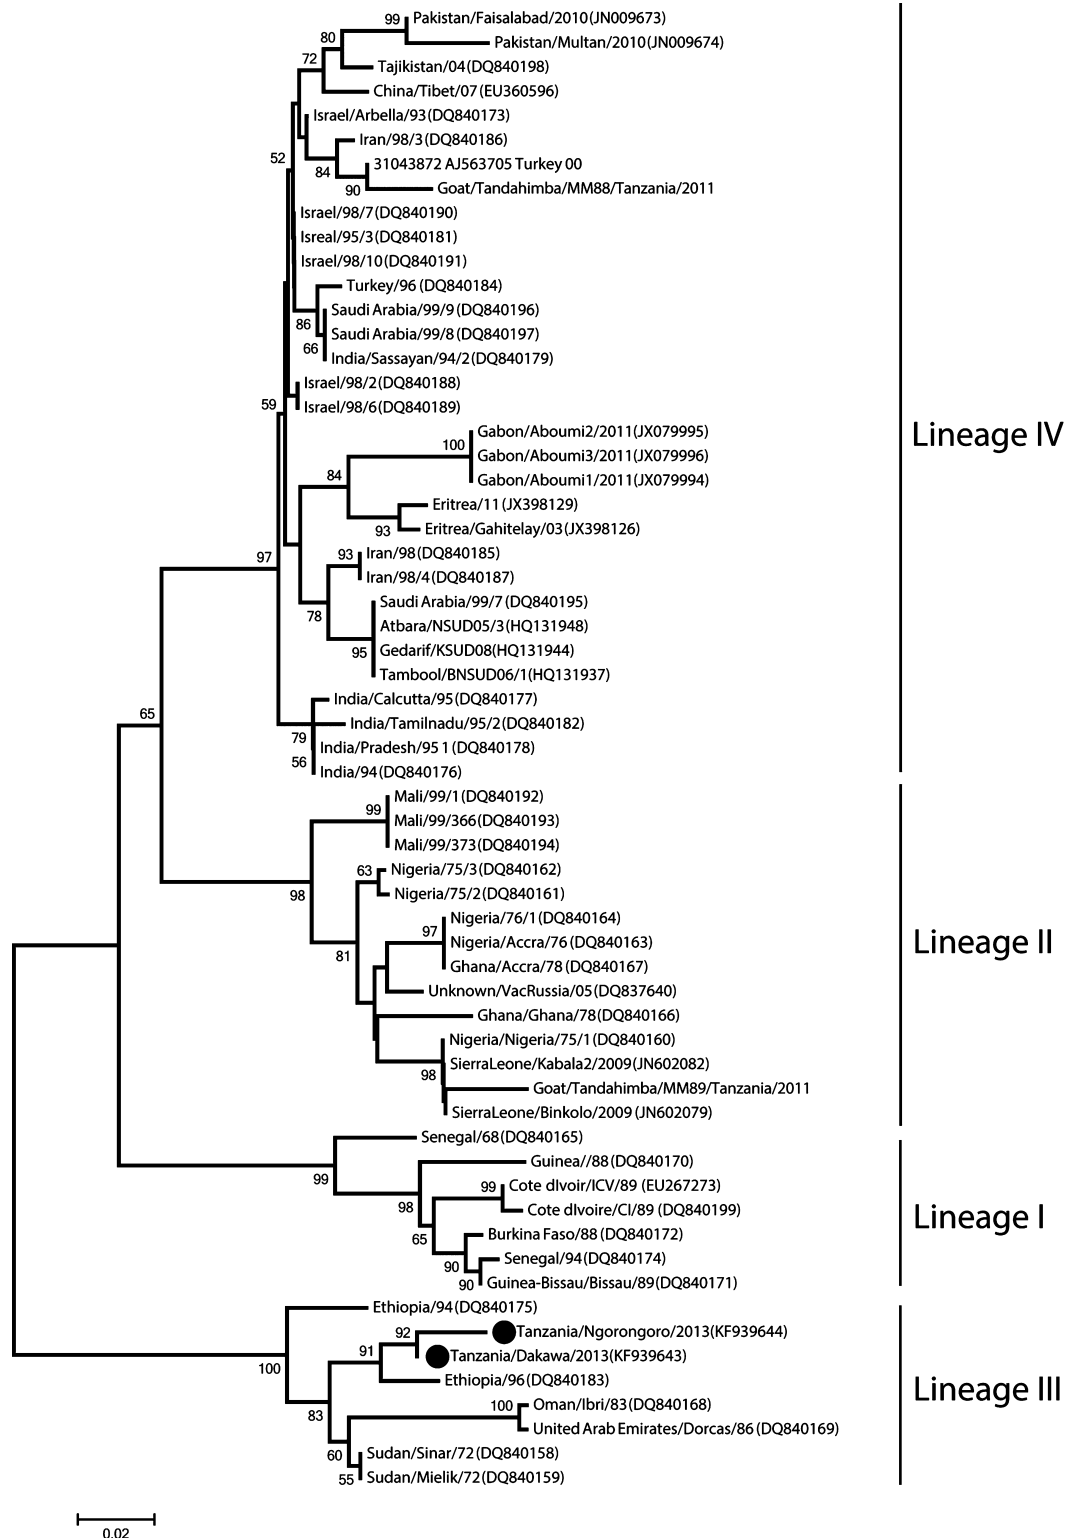 99 Pakistan/Faisalabad/2010(JN009673)
80 Pakistan/Multan/2010(JN009674)
72 Tajikistan/04(DQ840198)
China/Tibet/07(EU360596)
Israel/Arbella/93(DQ840173)
Iran/98/3(DQ840186)
52
84 31043872 AJ563705 Turkey 00
90 Goat/Tandahimba/MM88/Tanzania/2011
Israel/98/7(DQ840190)
Isreal/95/3(DQ840181)
Israel/98/10(DQ840191)
Turkey/96 (DQ840184)
Saudi Arabia/99/9(DQ840196)
86 Saudi Arabia/99/8(DQ840197)
66 India/Sassayan/94/2(DQ840179)
Israel/98/2(DQ840188)
59 Israel/98/6(DQ840189)
Gabon/Aboumi2/2011(JX079995)
Lineage IV
100 Gabon/Aboumi3/2011(JX079996)
84 Gabon/Aboumi1/2011(JX079994)
Eritrea/11(JX398129)
93 Eritrea/Gahitelay/03(JX398126)
97 93 Iran/98(DQ840185)
Iran/98/4(DQ840187)
Saudi Arabia/99/7 (DQ840195)
78 Atbara/NSUD05/3(HQ131948)
95 Gedarif/KSUD08(HQ131944)
Tambool/BNSUD06/1(HQ131937)
India/Calcutta/95(DQ840177)
65 India/Tamilnadu/95/2(DQ840182)
79 India/Pradesh/95 1 (DQ840178)
56 India/94(DQ840176)
Mali/99/1(DQ840192)
99 Mali/99/366(DQ840193)
Mali/99/373(DQ840194)
63 Nigeria/75/3(DQ840162)
98 Nigeria/75/2(DQ840161)
Nigeria/76/1(DQ840164)
97 Nigeria/Accra/76(DQ840163)
Lineage II
81 Ghana/Accra/78 (DQ840167)
Unknown/VacRussia/05(DQ837640)
Ghana/Ghana/78(DQ840166)
Nigeria/Nigeria/75/1(DQ840160)
98 SierraLeone/Kabala2/2009(JN602082)
Goat/Tandahimba/MM89/Tanzania/2011
SierraLeone/Binkolo/2009 (JN602079)
Senegal/68(DQ840165)
99 Guinea//88(DQ840170)
99 Cote dIvoir/ICV/89 (EU267273)
98 Cote dIvoire/CI/89 (DQ840199)
Lineage I
65 Burkina Faso/88(DQ840172)
90 Senegal/94(DQ840174)
90 Guinea-Bissau/Bissau/89(DQ840171)
Ethiopia/94(DQ840175)
92 Tanzania/Ngorongoro/2013(KF939644)
91 Tanzania/Dakawa/2013(KF939643)
100 Ethiopia/96(DQ840183)
Lineage III
100 Oman/Ibri/83(DQ840168)
83 United Arab Emirates/Dorcas/86 (DQ840169)
60 Sudan/Sinar/72(DQ840158)
55 Sudan/Mielik/72(DQ840159)
0.02